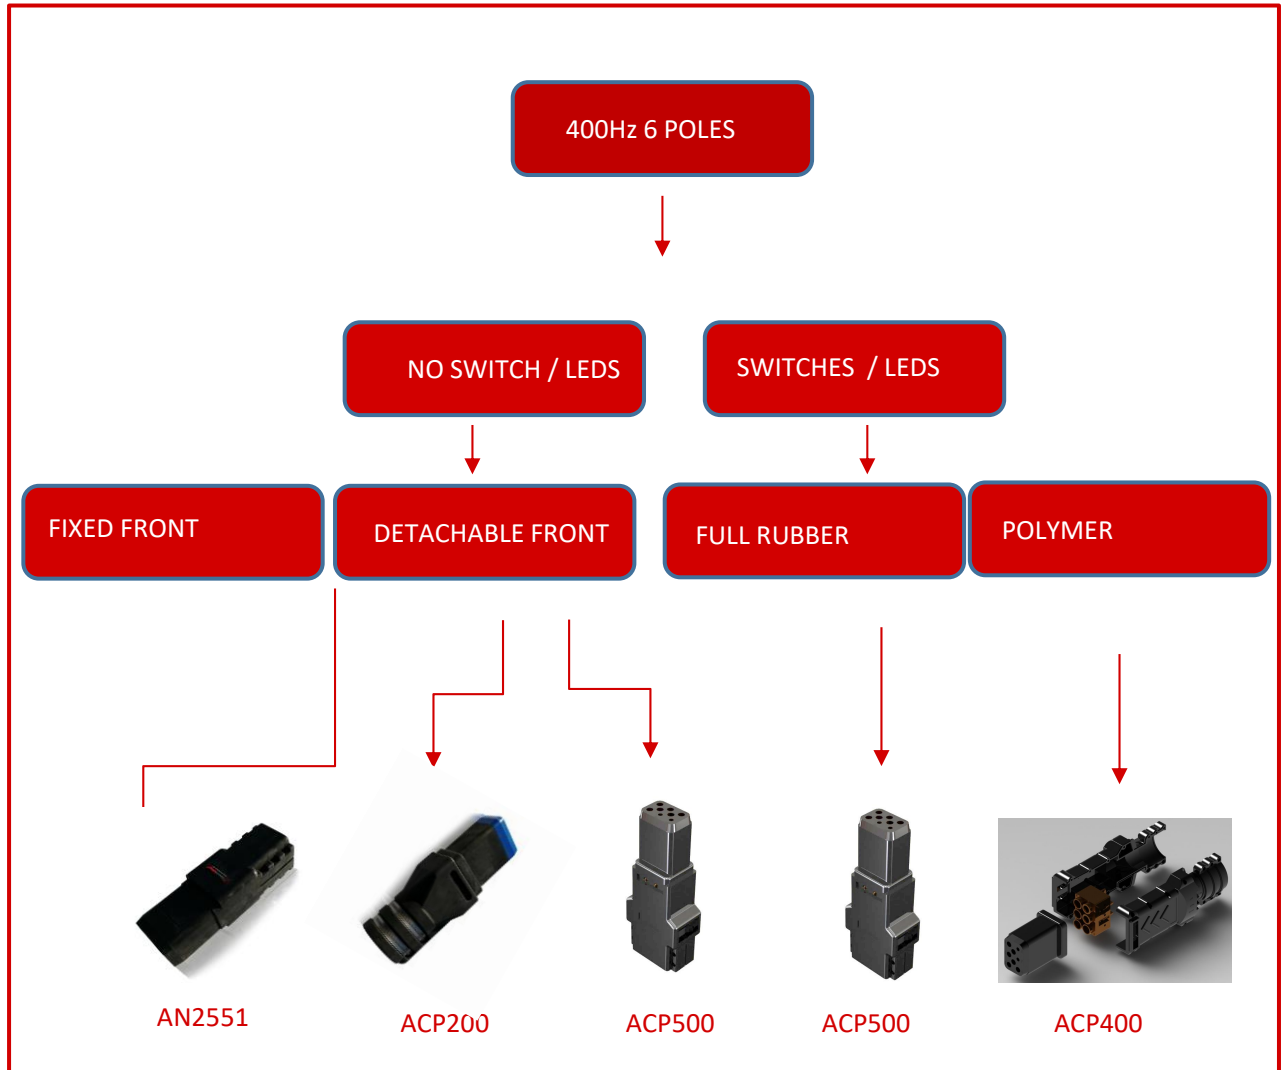 400Hz 6 POLES
NO SWITCH / LEDS
SWITCHES / LEDS
FIXED FRONT
DETACHABLE FRONT
FULL RUBBER
POLYMER
AN2551
ACP200
ACP500
ACP500
ACP400